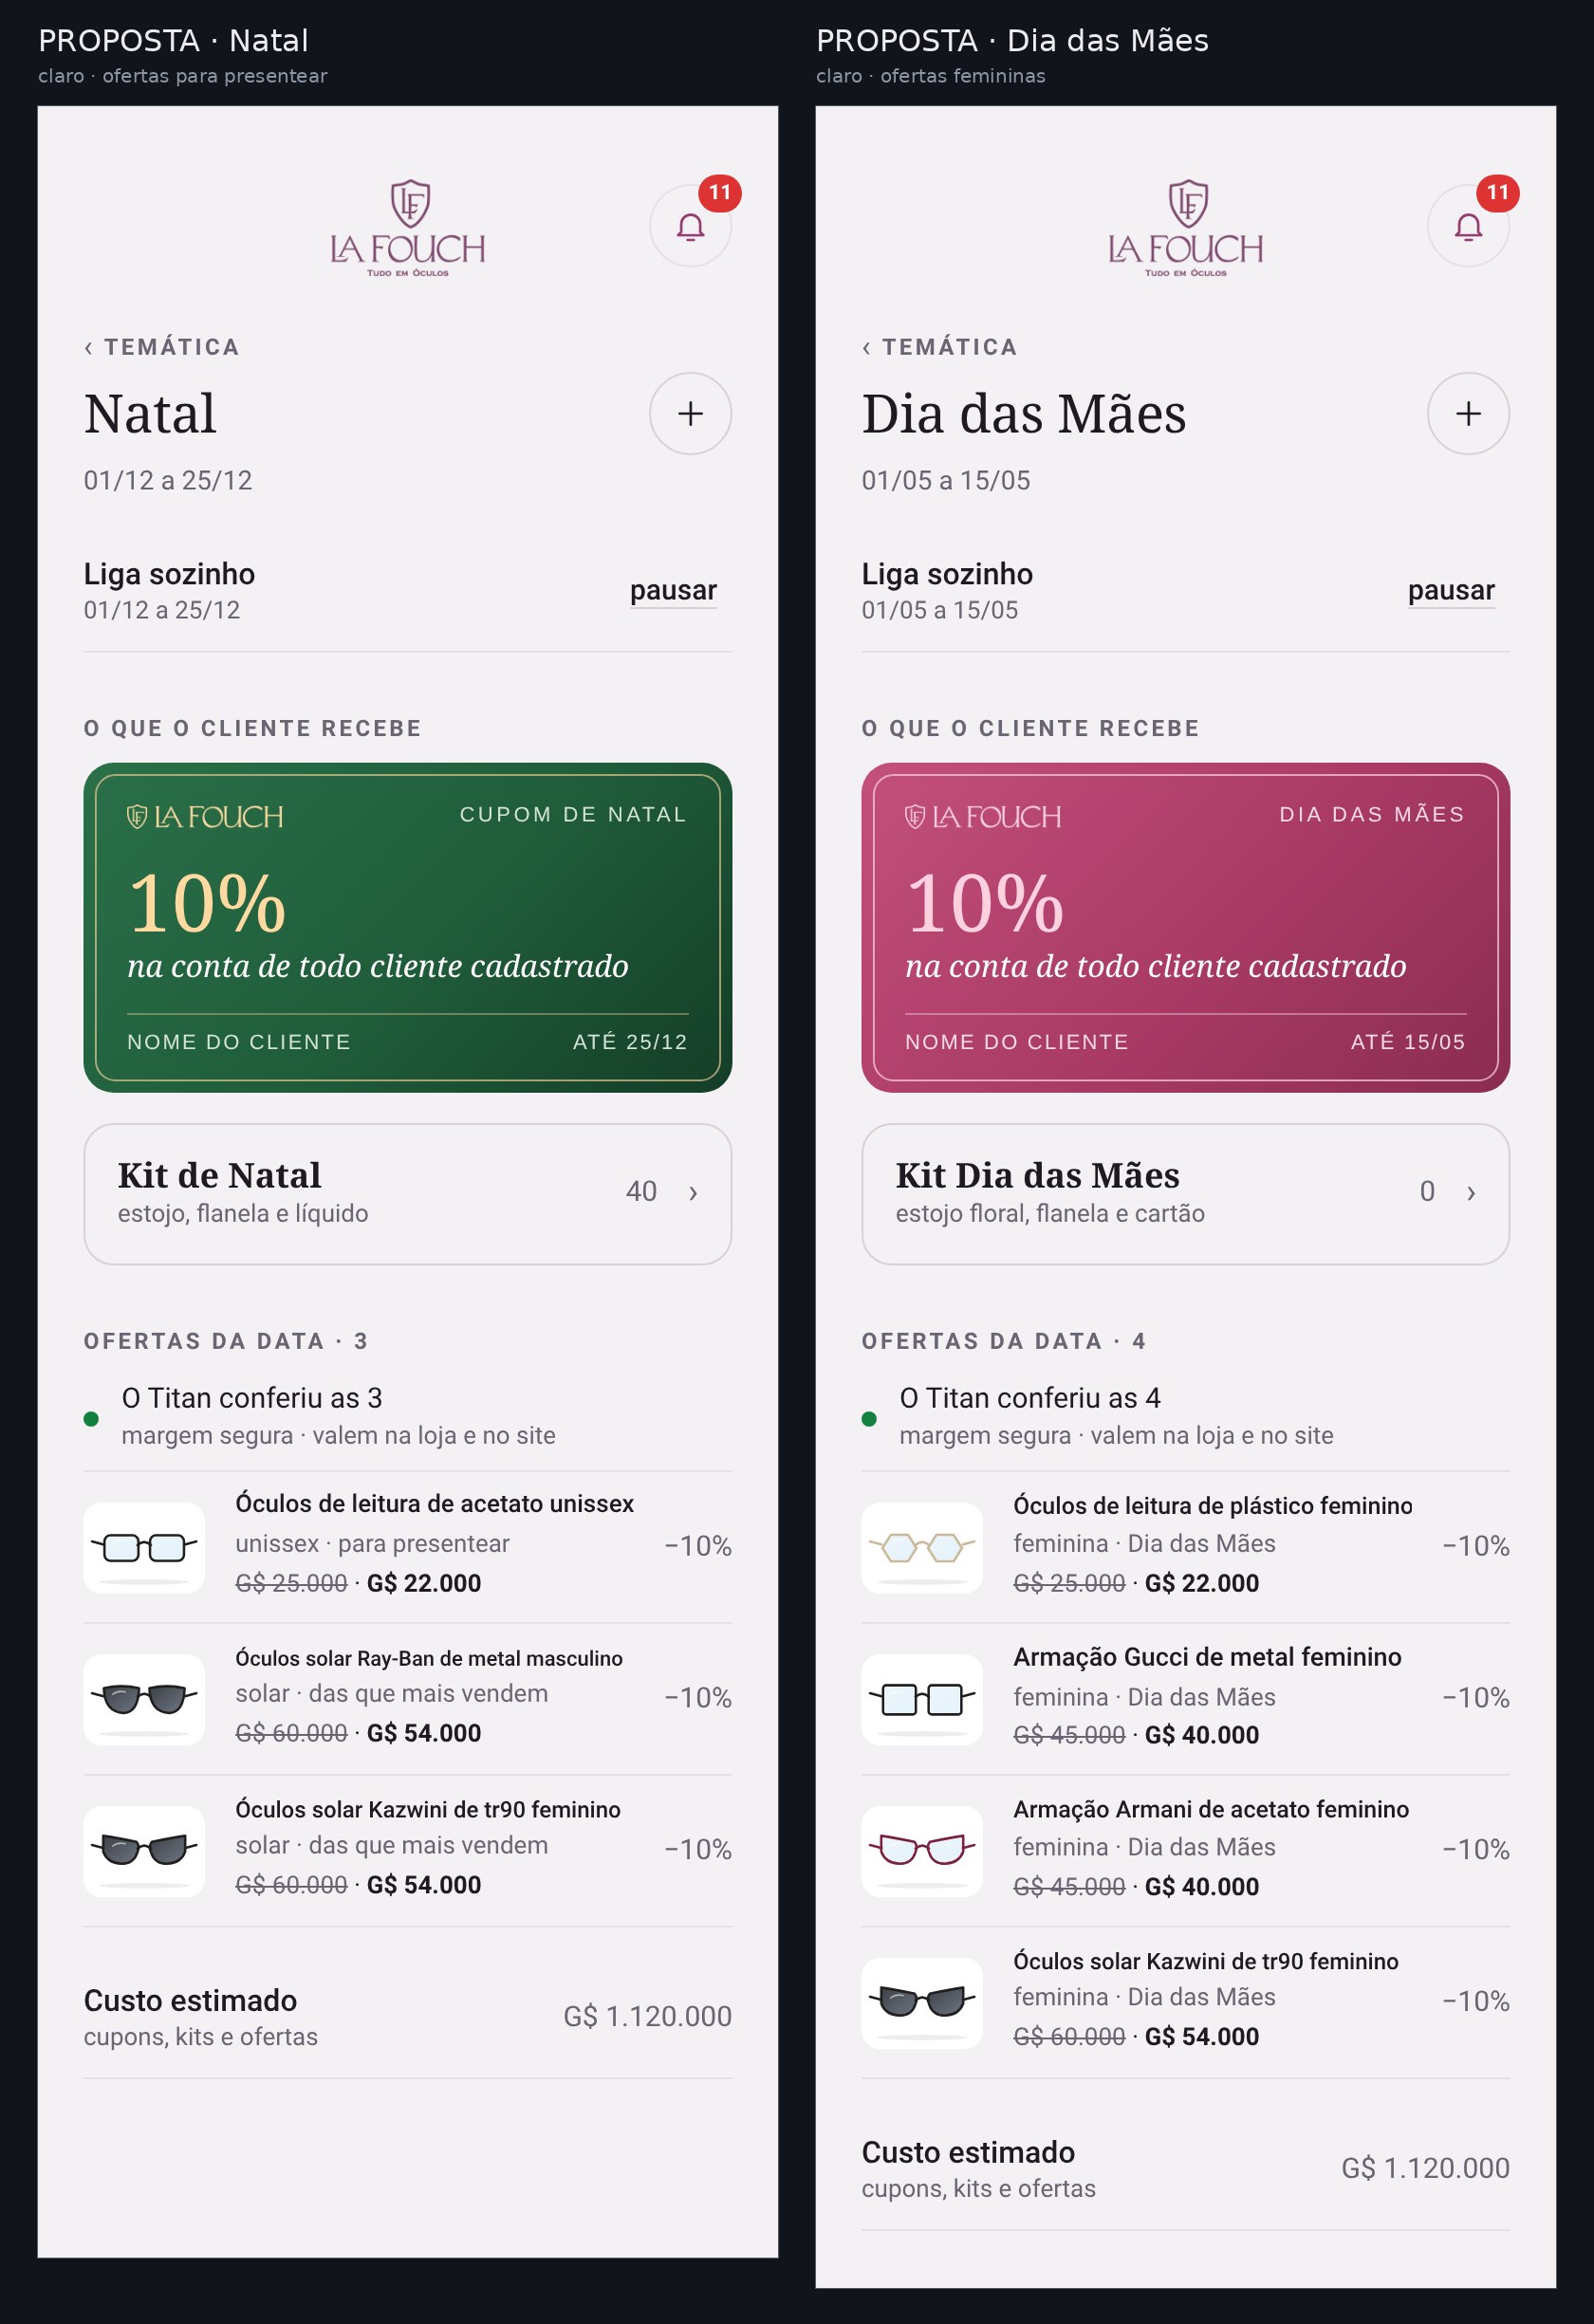 PROPOSTA · Natal
claro · ofertas para presentear
11
LF
LA FOUCH
TUDO EM ÓCULOS
‹ TEMÁTICA
Natal
+
01/12 a 25/12
Liga sozinho
01/12 a 25/12
pausar
O QUE O CLIENTE RECEBE
LF LA FOUCH
CUPOM DE NATAL
10%
na conta de todo cliente cadastrado
NOME DO CLIENTE
ATÉ 25/12
Kit de Natal
estojo, flanela e líquido
40 ›
OFERTAS DA DATA · 3
O Titan conferiu as 3
margem segura · valem na loja e no site
Óculos de leitura de acetato unissex
unissex · para presentear
G$ 25.000 · G$ 22.000
−10%
Óculos solar Ray-Ban de metal masculino
solar · das que mais vendem
G$ 60.000 · G$ 54.000
−10%
Óculos solar Kazwini de tr90 feminino
solar · das que mais vendem
G$ 60.000 · G$ 54.000
−10%
Custo estimado
cupons, kits e ofertas
G$ 1.120.000
PROPOSTA · Dia das Mães
claro · ofertas femininas
11
LF
LA FOUCH
TUDO EM ÓCULOS
‹ TEMÁTICA
Dia das Mães
+
01/05 a 15/05
Liga sozinho
01/05 a 15/05
pausar
O QUE O CLIENTE RECEBE
LF LA FOUCH
DIA DAS MÃES
10%
na conta de todo cliente cadastrado
NOME DO CLIENTE
ATÉ 15/05
Kit Dia das Mães
estojo floral, flanela e cartão
0 ›
OFERTAS DA DATA · 4
O Titan conferiu as 4
margem segura · valem na loja e no site
Óculos de leitura de plástico feminino
feminina · Dia das Mães
G$ 25.000 · G$ 22.000
−10%
Armação Gucci de metal feminino
feminina · Dia das Mães
G$ 45.000 · G$ 40.000
−10%
Armação Armani de acetato feminino
feminina · Dia das Mães
G$ 45.000 · G$ 40.000
−10%
Óculos solar Kazwini de tr90 feminino
feminina · Dia das Mães
G$ 60.000 · G$ 54.000
−10%
Custo estimado
cupons, kits e ofertas
G$ 1.120.000